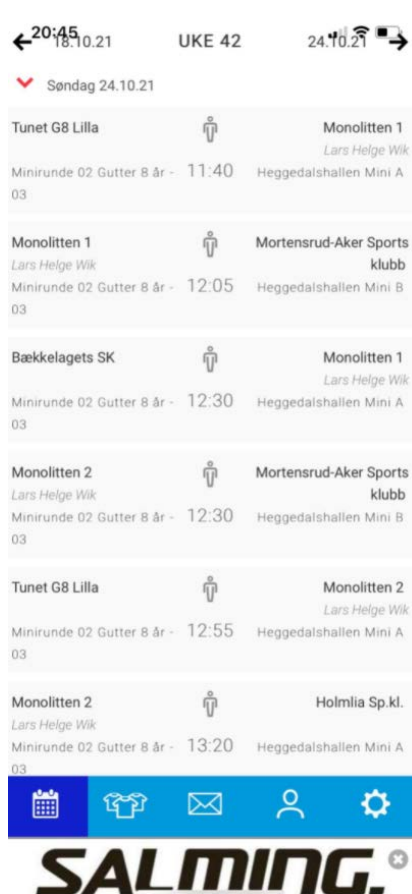 20:45
18.10.21 UKE 42 24.10.21
Søndag 24.10.21
Tunet G8 Lilla Monolitten 1
Lars Helge Wik
Minirunde 02 Gutter 8 år - 11:40 Heggedalshallen Mini A
03
Monolitten 1 Mortensrud-Aker Sports
Lars Helge Wik klubb
Minirunde 02 Gutter 8 år - 12:05 Heggedalshallen Mini B
03
Bækkelagets SK Monolitten 1
Lars Helge Wik
Minirunde 02 Gutter 8 år - 12:30 Heggedalshallen Mini A
03
Monolitten 2 Mortensrud-Aker Sports
Lars Helge Wik klubb
Minirunde 02 Gutter 8 år - 12:30 Heggedalshallen Mini B
03
Tunet G8 Lilla Monolitten 2
Lars Helge Wik
Minirunde 02 Gutter 8 år - 12:55 Heggedalshallen Mini A
03
Monolitten 2 Holmlia Sp.kl.
Lars Helge Wik
Minirunde 02 Gutter 8 år - 13:20 Heggedalshallen Mini A
03
SALMING